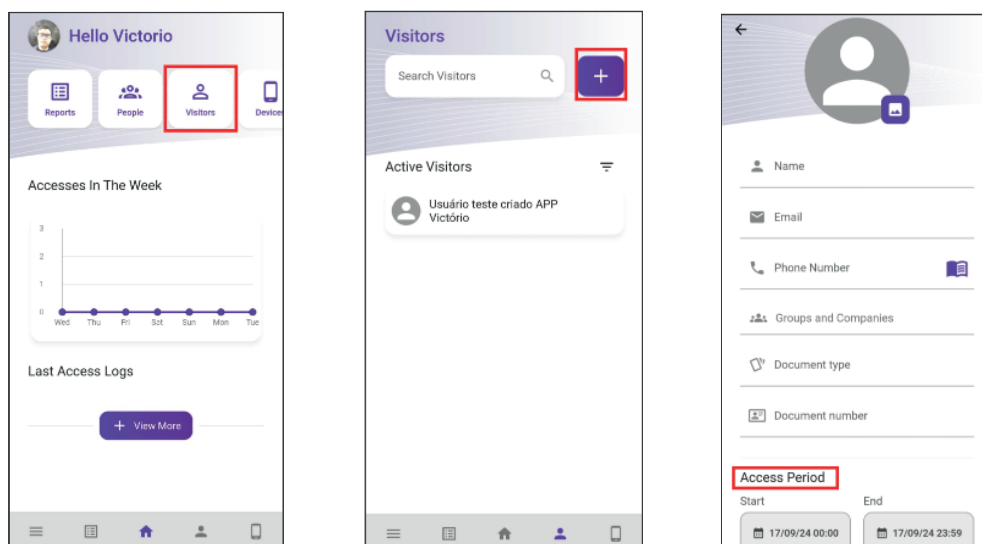 Hello Victorio
Reports
People
Visitors
Device
Accesses In The Week
3
2
1
0
Wed Thu Fri Sat Sun Mon Tue
Last Access Logs
+ View More
Visitors
Search Visitors
+
Active Visitors
Usuário teste criado APP
Victório
Name
Email
Phone Number
Groups and Companies
Document type
Document number
Access Period
Start End
17/09/24 00:00 17/09/24 23:59